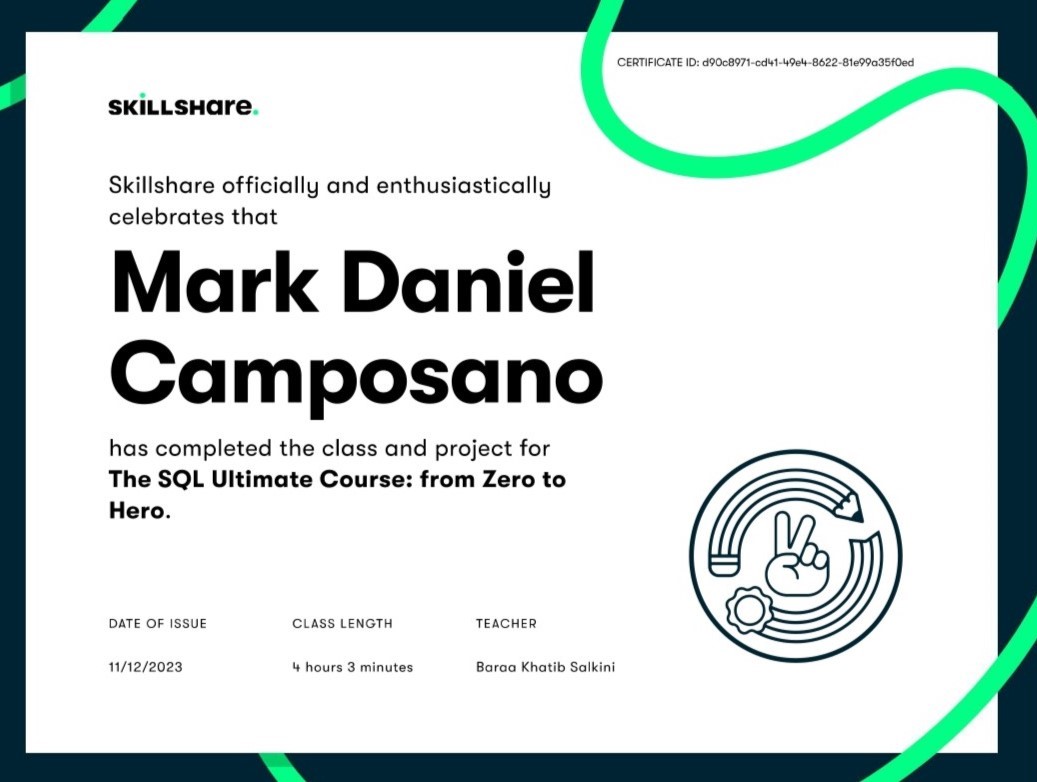 CERTIFICATE ID: d90c8971-cd41-49e4-8622-81e99a35f0ed
SKiLLSHare.
Skillshare officially and enthusiastically
celebrates that
Mark Daniel
Camposano
has completed the class and project for
The SQL Ultimate Course: from Zero to
Hero.
DATE OF ISSUE CLASS LENGTH TEACHER
11/12/2023 4 hours 3 minutes Baraa Khatib Salkini